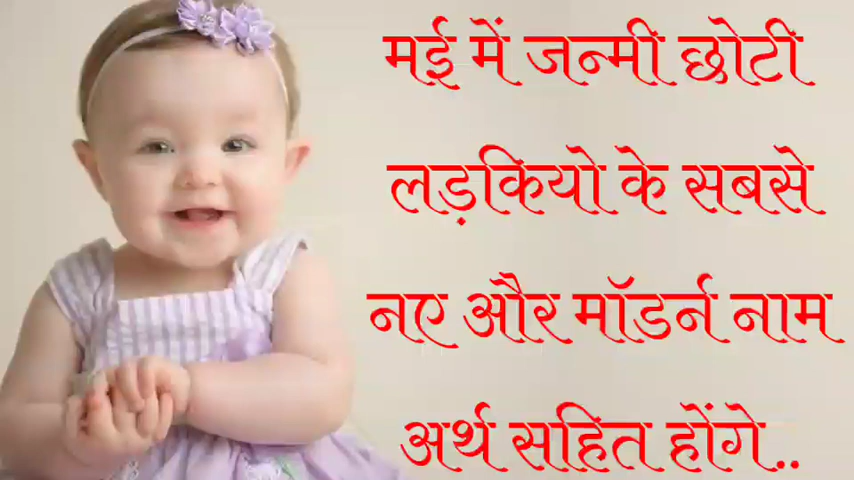 मई में जन्मी छोटी
लड़कियो के सबसे
नए और मॉडर्न नाम
अर्थ सहित होंगे..